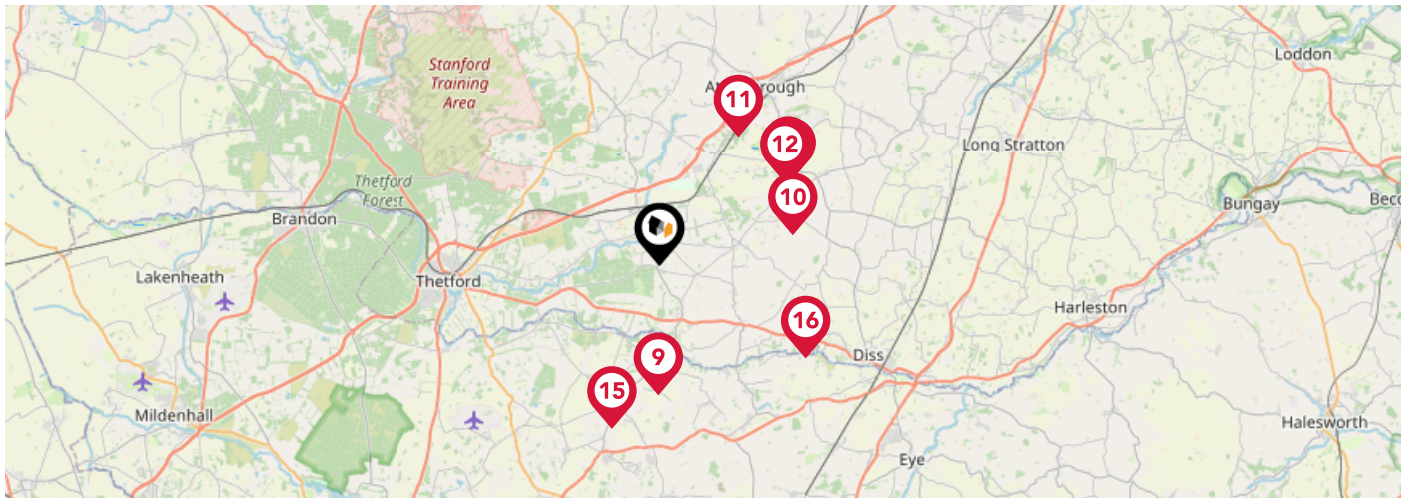 Loddon
Stanford
Training
Area
11
12
Long Stratton
Thetford
Forest
10
Brandon
Bungay
Lakenheath
Thetford
Harleston
16
Diss
9
15
Mildenhall
Halesworth
Eye